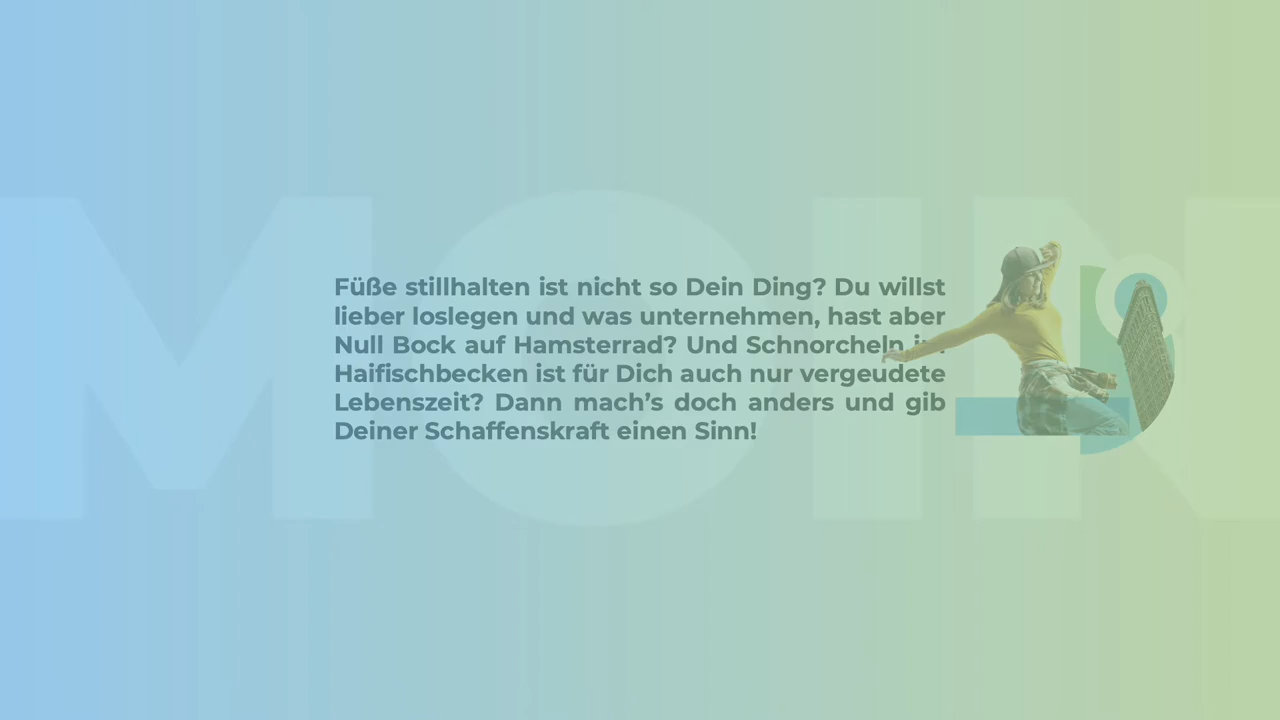 MOIN
Füße stillhalten ist nicht so Dein Ding? Du willst
lieber loslegen und was unternehmen, hast aber
Null Bock auf Hamsterrad? Und Schnorcheln
Haifischbecken ist für Dich auch nur vergeudete
Lebenszeit? Dann mach’s doch anders und gib
Deiner Schaffenskraft einen Sinn!